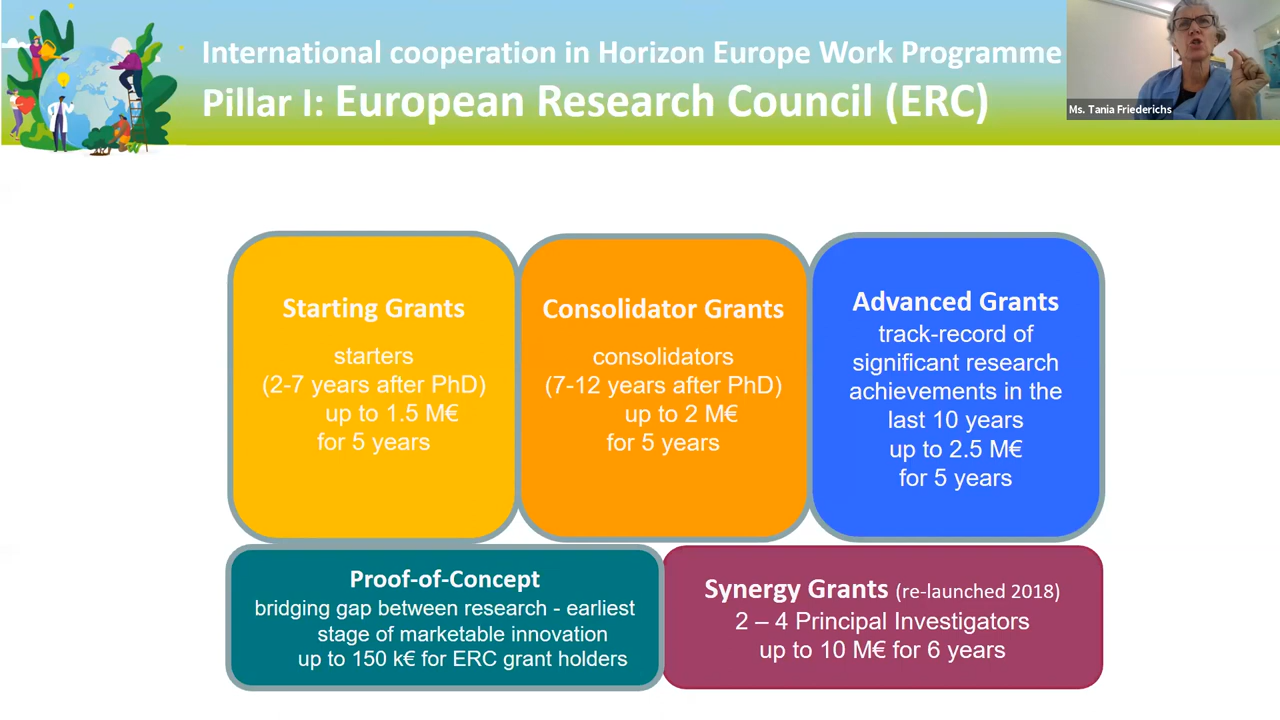 International cooperation in Horizon Europe Work Programme
Pillar I: European Research Council (ERC)
Ms. Tania Friederichs
Starting Grants
starters
(2-7 years after PhD)
up to 1.5 M€
for 5 years
Consolidator Grants
consolidators
(7-12 years after PhD)
up to 2 M€
for 5 years
Advanced Grants
track-record of
significant research
achievements in the
last 10 years
up to 2.5 M€
for 5 years
Proof-of-Concept
bridging gap between research - earliest
stage of marketable innovation
up to 150 k€ for ERC grant holders
Synergy Grants (re-launched 2018)
2 – 4 Principal Investigators
up to 10 M€ for 6 years